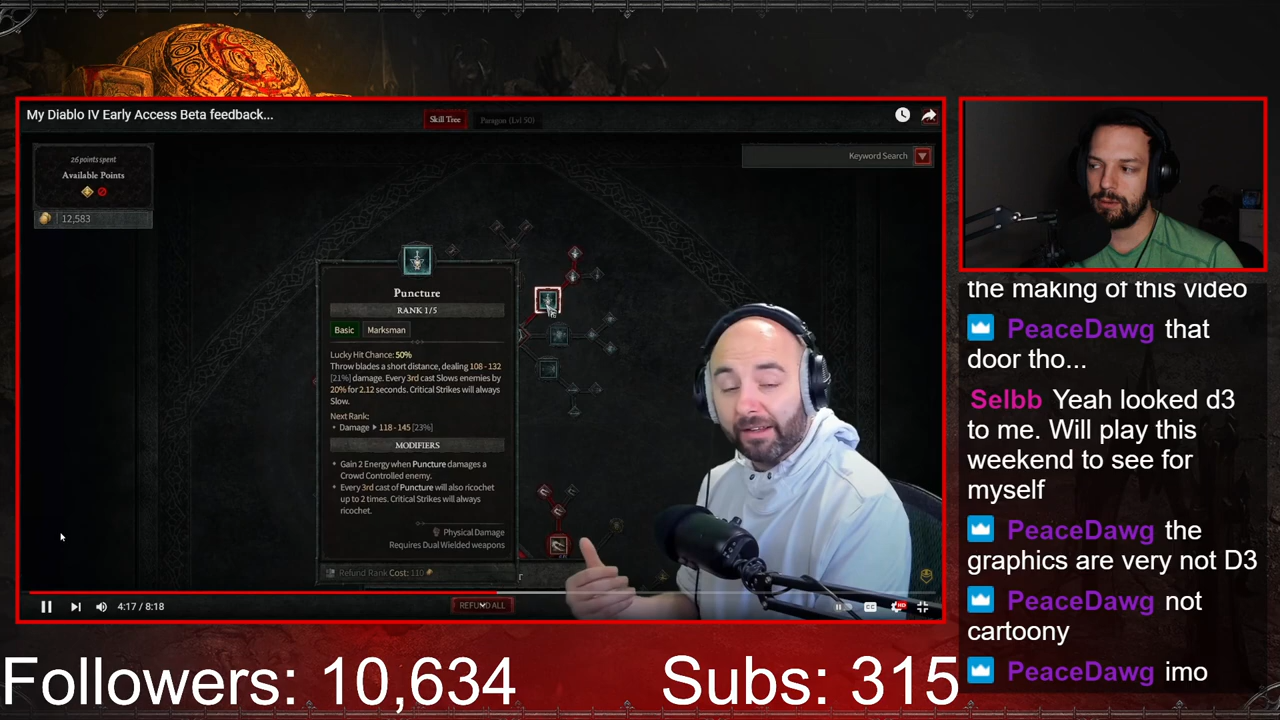 My Diablo IV Early Access Beta feedback...
Skill Tree
Paragon (Lvl 50)
26 points spent
Available Points
12,583
Keyword Search
Puncture
RANK 1/5
Basic
Marksman
Lucky Hit Chance: 50%
Throw blades a short distance, dealing 108 - 132
[21%] damage. Every 3rd cast Slows enemies by
20% for 2.12 seconds. Critical Strikes will always
Slow.
Next Rank:
• Damage ▸ 118 - 145 [23%]
MODIFIERS
Gain 2 Energy when Puncture damages a
Crowd Controlled enemy.
Every 3rd cast of Puncture will also ricochet
up to 2 times. Critical Strikes will always
ricochet.
Physical Damage
Requires Dual Wielded weapons
Refund Rank Cost: 110
REFUND ALL
4:17 / 8:18
CC
HD
the making of this video
PeaceDawg that
door tho...
Selbb Yeah looked d3
to me. Will play this
weekend to see for
myself
PeaceDawg the
graphics are very not D3
PeaceDawg not
cartoony
PeaceDawg imo
Followers: 10,634
Subs: 315